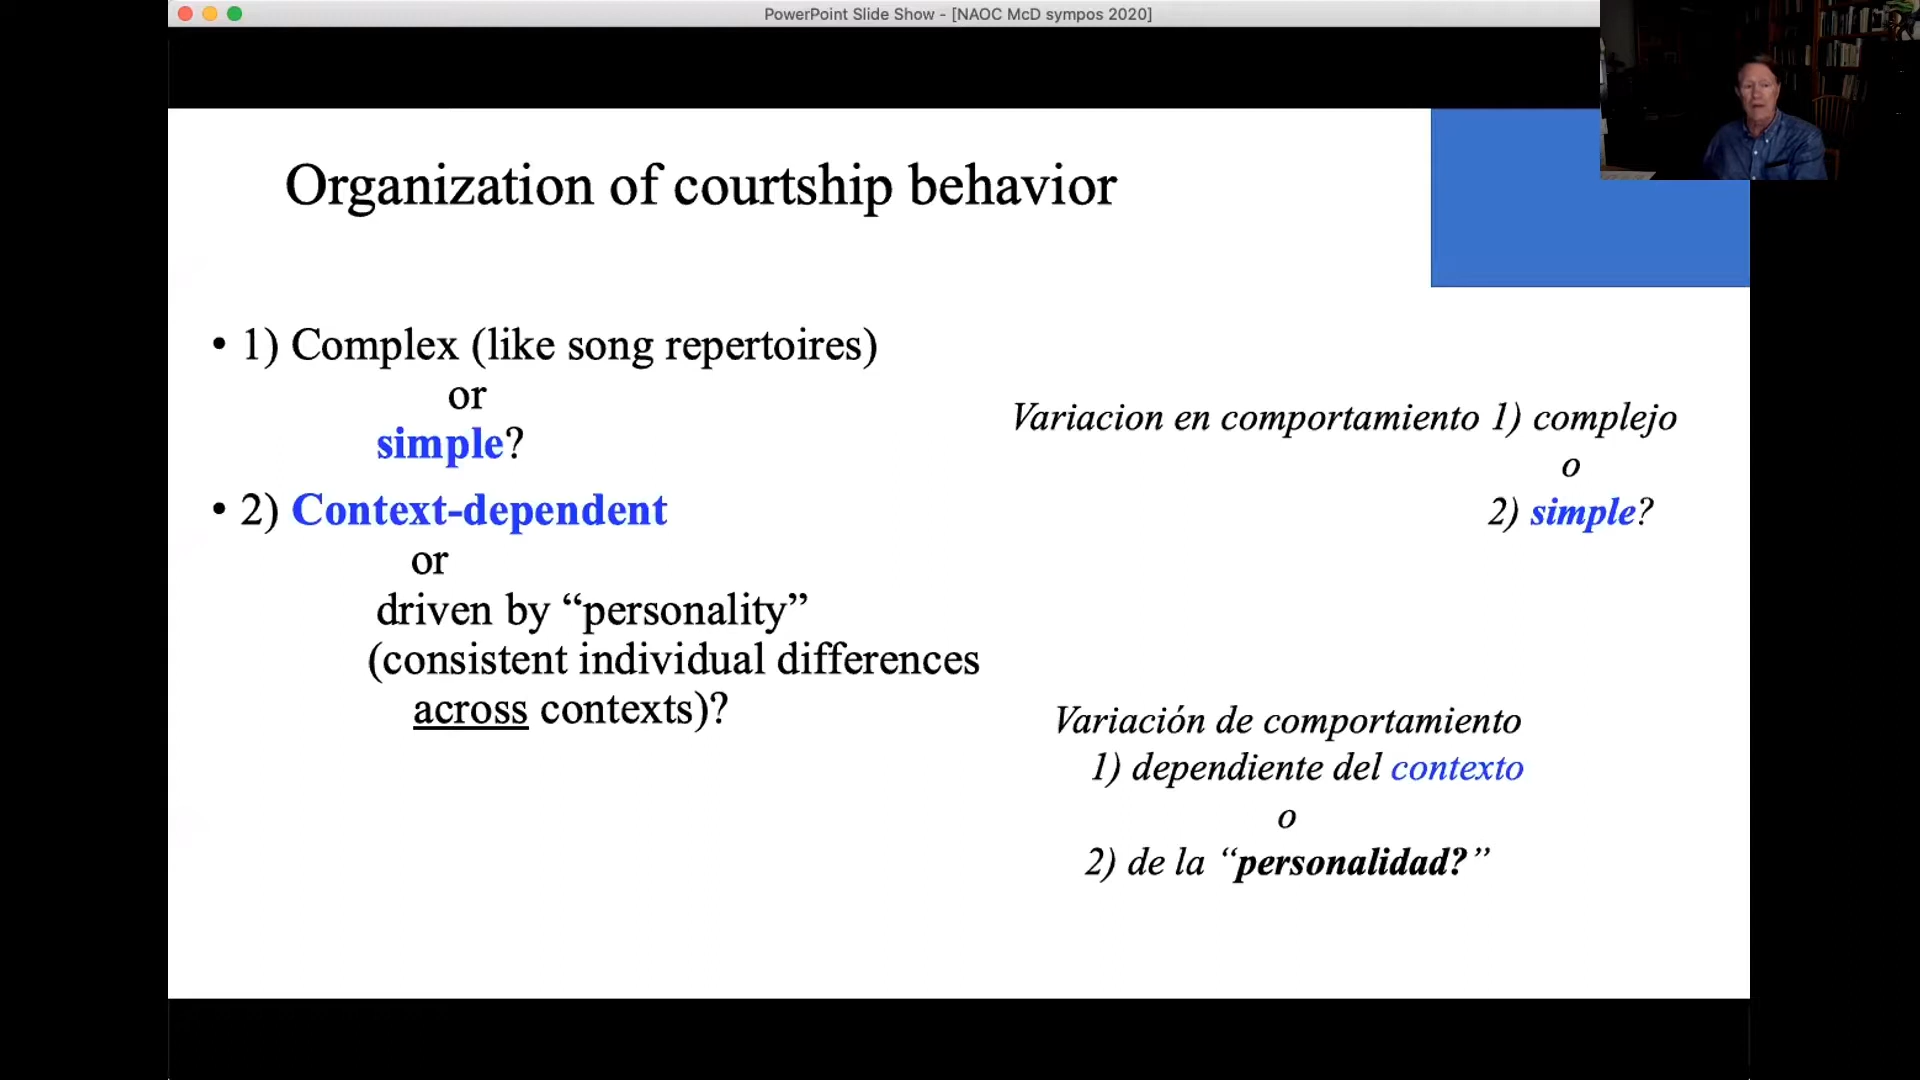 PowerPoint Slide Show - [NAOC McD sympos 2020]
Organization of courtship behavior
• 1) Complex (like song repertoires)
or
simple?
• 2) Context-dependent
or
driven by “personality”
(consistent individual differences
across contexts)?
Variacion en comportamiento 1) complejo
o
2) simple?
Variación de comportamiento
1) dependiente del contexto
o
2) de la “personalidad?”